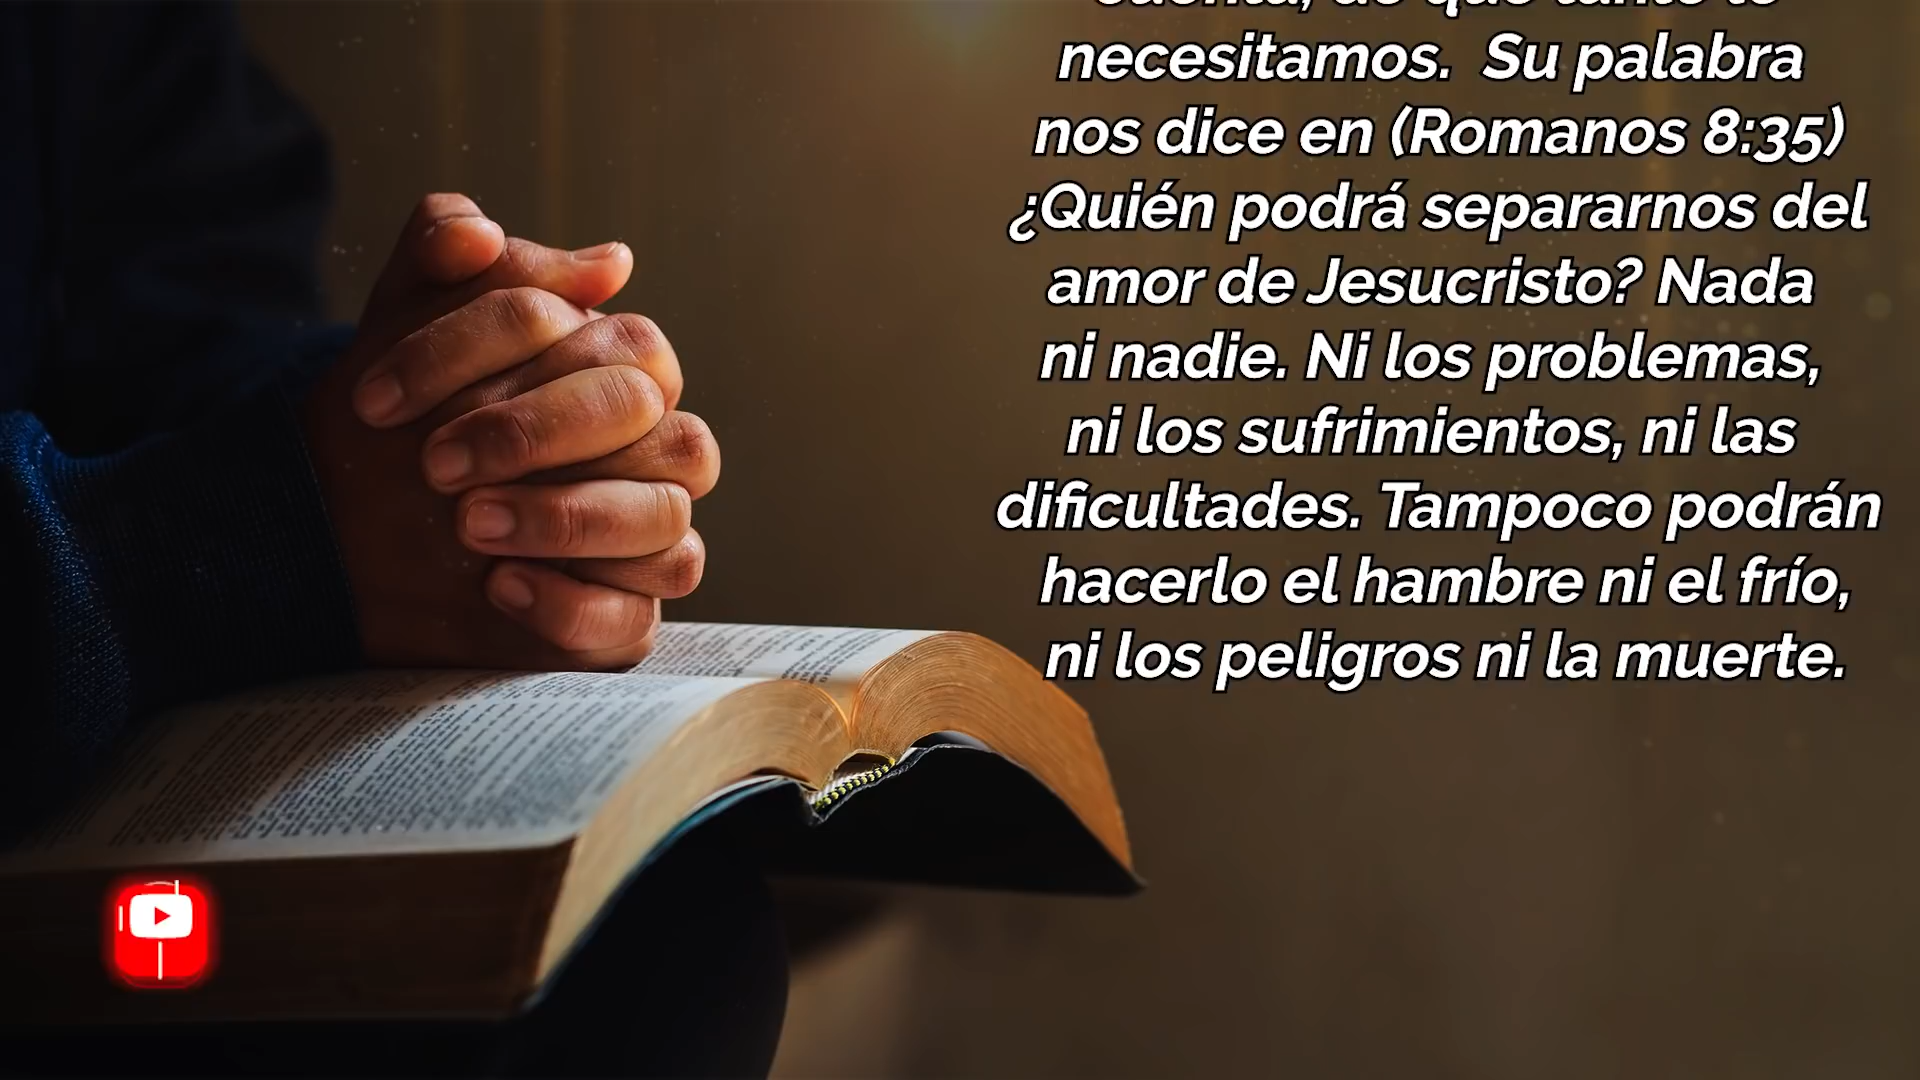 necesitamos. Su palabra
nos dice en (Romanos 8:35)
¿Quién podrá separarnos del
amor de Jesucristo? Nada
ni nadie. Ni los problemas,
ni los sufrimientos, ni las
dificultades. Tampoco podrán
hacerlo el hambre ni el frío,
ni los peligros ni la muerte.